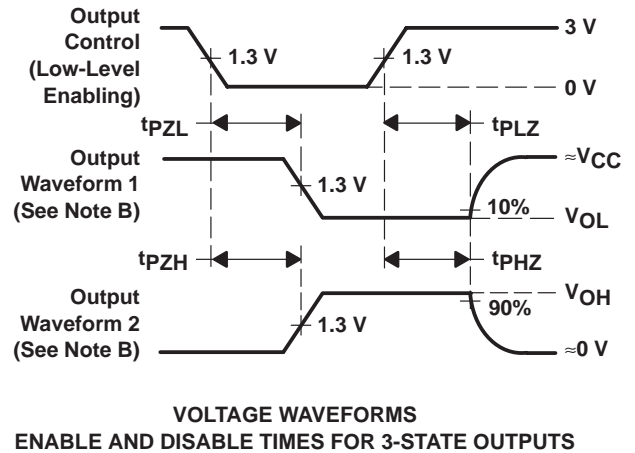 Output
Control
(Low-Level
Enabling)
1.3 V
1.3 V
3 V
0 V
tPZL
tPLZ
Output
Waveform 1
(See Note B)
1.3 V
≈VCC
10%
VOL
tPZH
tPHZ
Output
Waveform 2
(See Note B)
1.3 V
VOH
90%
≈0 V
VOLTAGE WAVEFORMS
ENABLE AND DISABLE TIMES FOR 3-STATE OUTPUTS